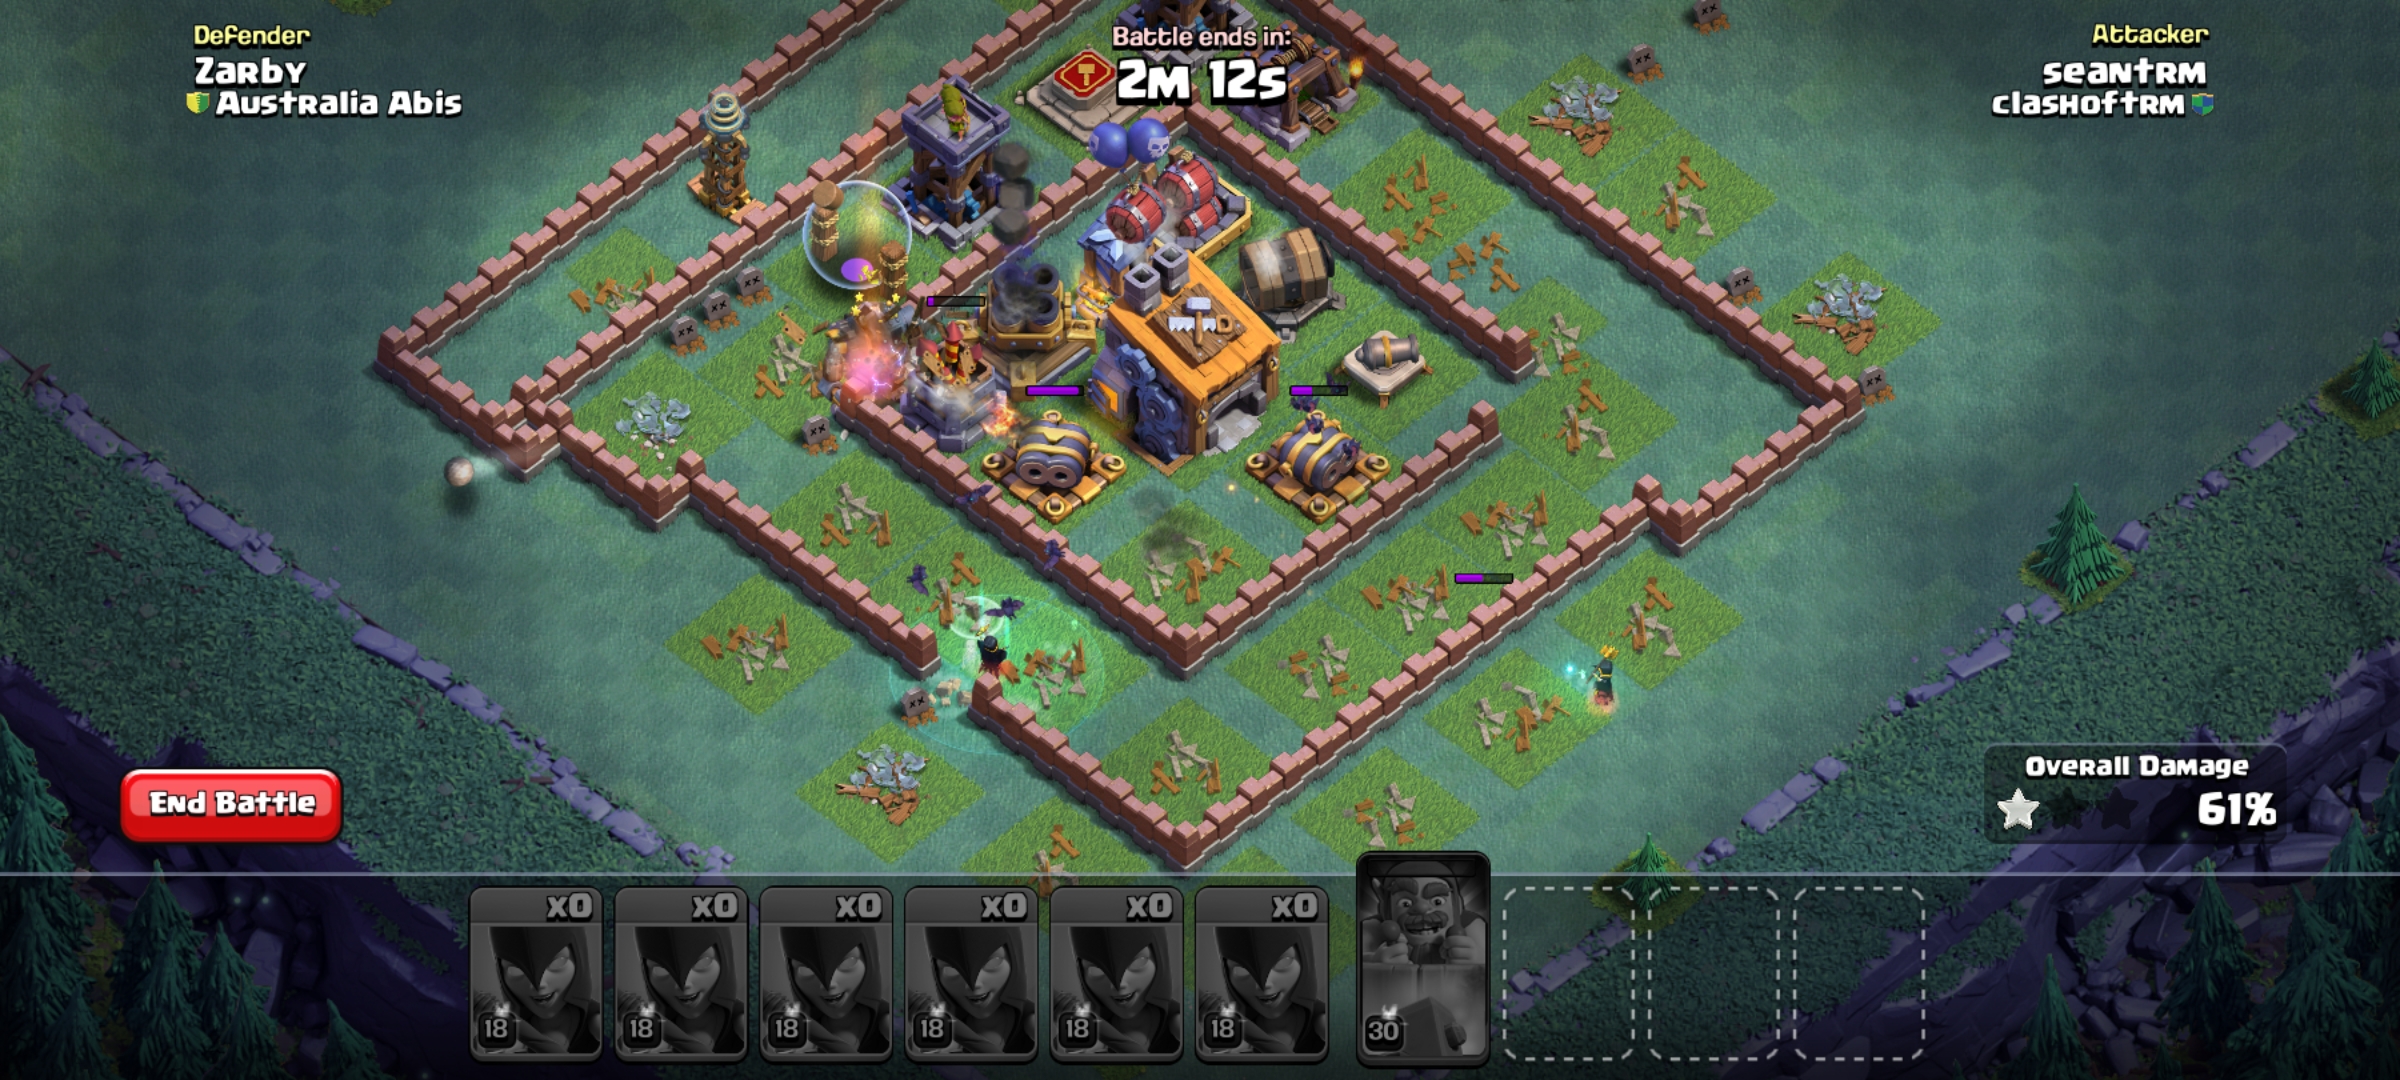 Defender
Zarby
Australia Abis
Battle ends in:
2M 12s
Attacker
seantrm
clashoftrm
End Battle
Overall Damage
61%
x0
x0
x0
x0
x0
x0
18
18
18
18
18
18
30